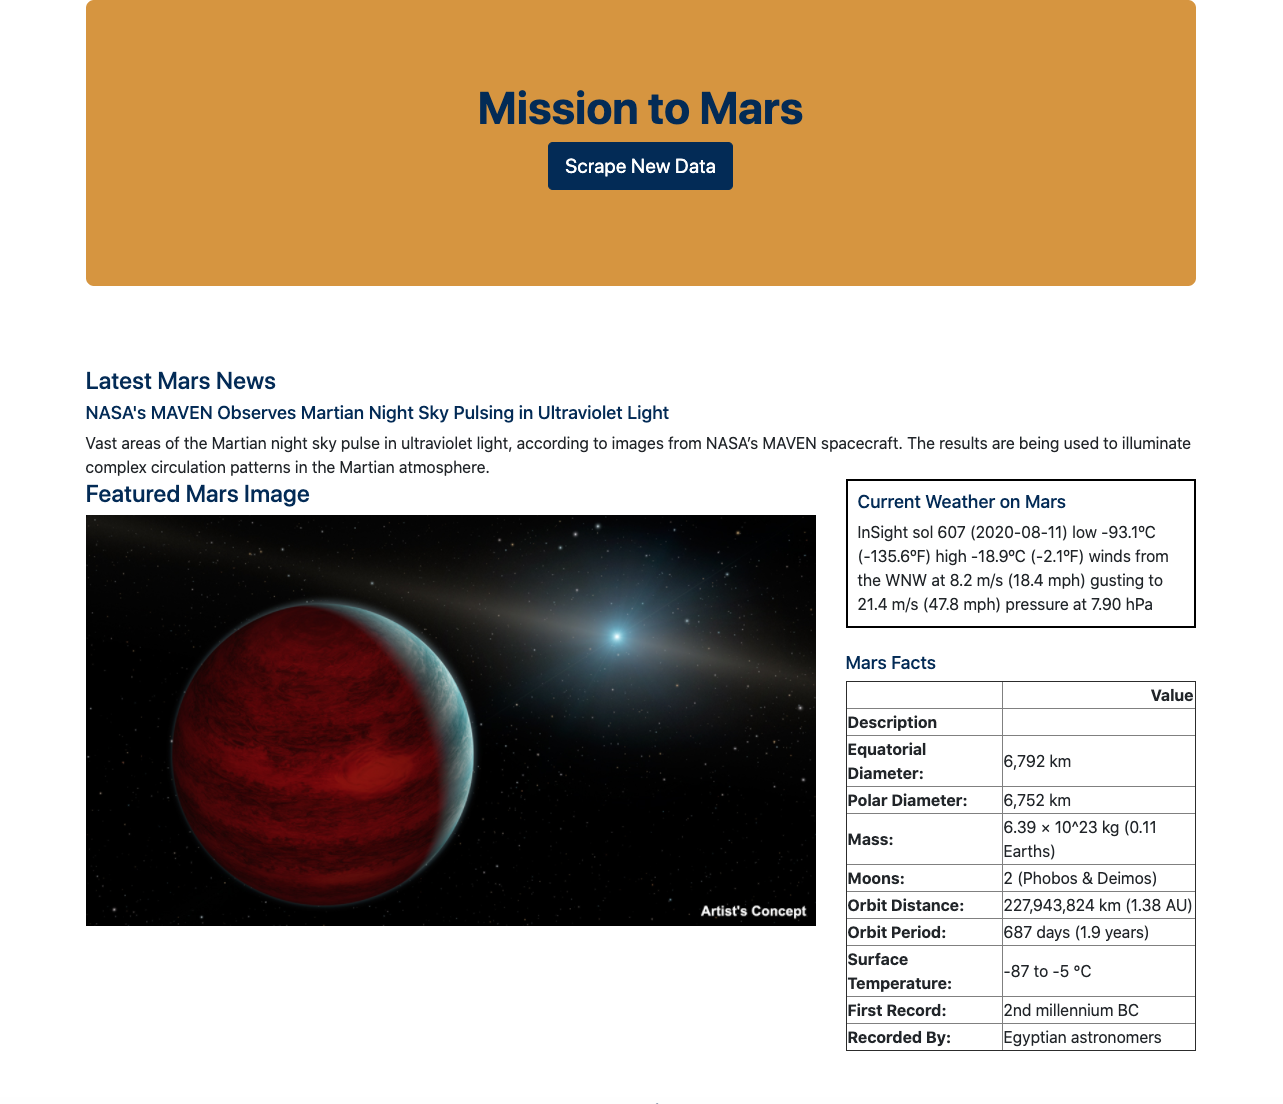 Mission to Mars
Scrape New Data
Latest Mars News
NASA's MAVEN Observes Martian Night Sky Pulsing in Ultraviolet Light
Vast areas of the Martian night sky pulse in ultraviolet light, according to images from NASA’s MAVEN spacecraft. The results are being used to illuminate
complex circulation patterns in the Martian atmosphere.
Featured Mars Image
Artist's Concept
Current Weather on Mars
InSight sol 607 (2020-08-11) low -93.1ºC
(-135.6ºF) high -18.9ºC (-2.1ºF) winds from
the WNW at 8.2 m/s (18.4 mph) gusting to
21.4 m/s (47.8 mph) pressure at 7.90 hPa
Mars Facts
Value
Description
Equatorial
Diameter:
6,792 km
Polar Diameter: 6,752 km
Mass:
6.39 × 10^23 kg (0.11
Earths)
Moons: 2 (Phobos & Deimos)
Orbit Distance: 227,943,824 km (1.38 AU)
Orbit Period: 687 days (1.9 years)
Surface
Temperature:
-87 to -5 °C
First Record: 2nd millennium BC
Recorded By: Egyptian astronomers